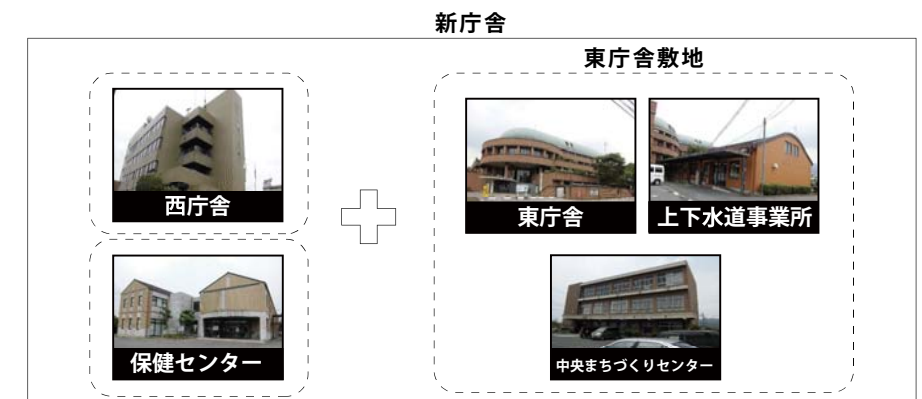 新庁舎
東庁舎敷地
西庁舎
保健センター
東庁舎
上下水道事業所
中央まちづくりセンター